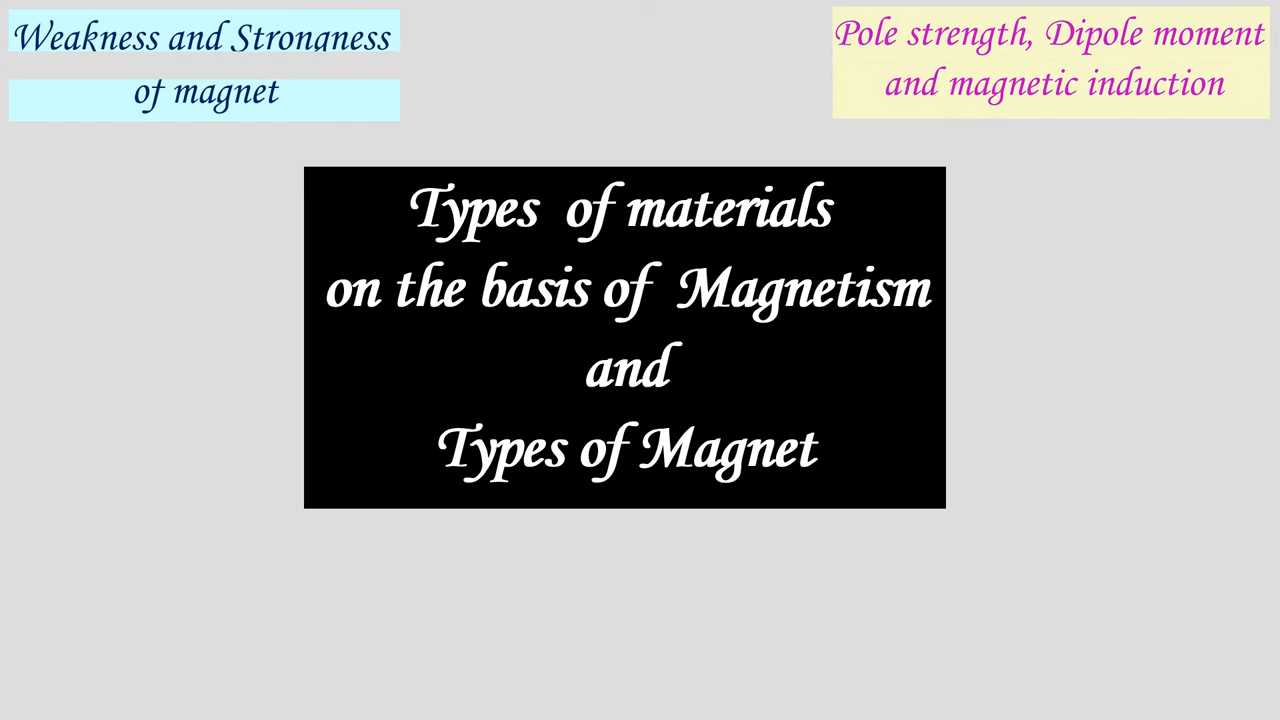 Weakness and Strongness
of magnet
Pole strength, Dipole moment
and magnetic induction
Types of materials
on the basis of Magnetism
and
Types of Magnet